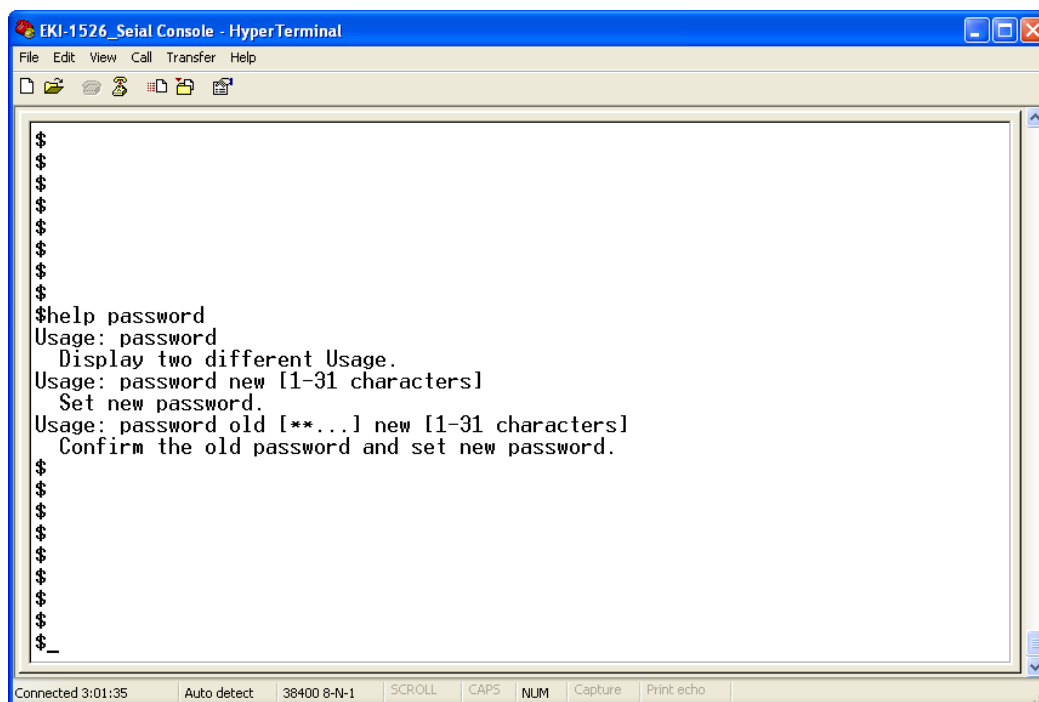 EKI-1526_Seial Console - HyperTerminal
File Edit View Call Transfer Help
$
$
$
$
$
$
$
$
$help password
Usage: password
Display two different Usage.
Usage: password new [1-31 characters]
Set new password.
Usage: password old [**...] new [1-31 characters]
Confirm the old password and set new password.
$
$
$
$
$
$
$
$
$_
Connected 3:01:35 Auto detect 38400 8-N-1 SCROLL CAPS NUM Capture Print echo